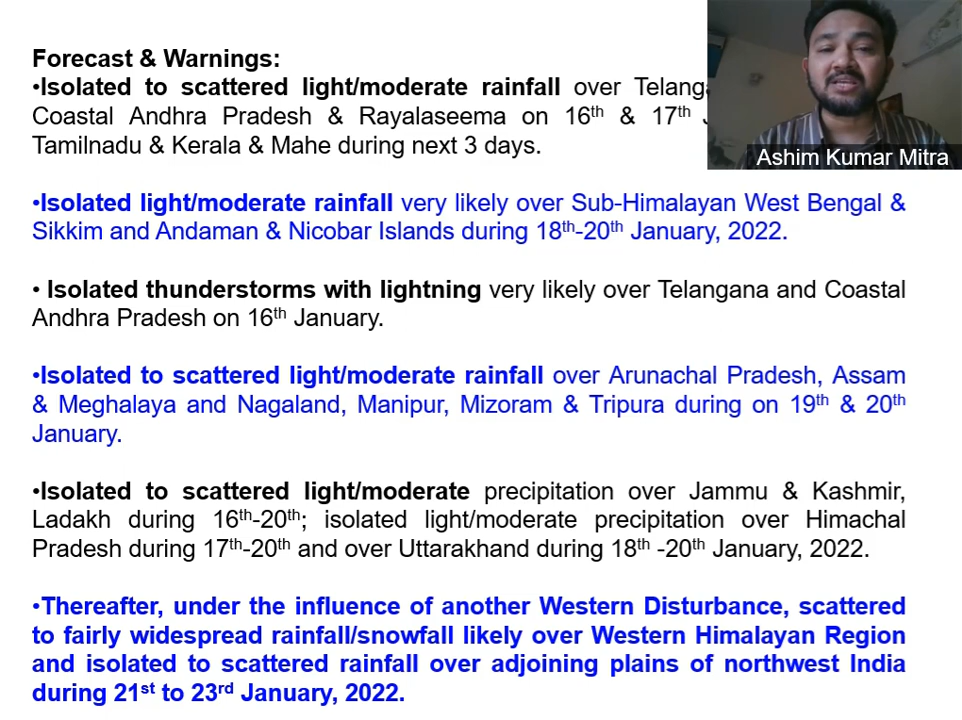 Forecast & Warnings:
•Isolated to scattered light/moderate rainfall over
Coastal Andhra Pradesh & Rayalaseema on 16th & 17th
Tamilnadu & Kerala & Mahe during next 3 days.
Ashim Kumar Mitra
•Isolated light/moderate rainfall very likely over Sub-Himalayan West Bengal &
Sikkim and Andaman & Nicobar Islands during 18th-20th January, 2022.
• Isolated thunderstorms with lightning very likely over Telangana and Coastal
Andhra Pradesh on 16th January.
•Isolated to scattered light/moderate rainfall over Arunachal Pradesh, Assam
& Meghalaya and Nagaland, Manipur, Mizoram & Tripura during on 19th & 20th
January.
•Isolated to scattered light/moderate precipitation over Jammu & Kashmir,
Ladakh during 16th-20th; isolated light/moderate precipitation over Himachal
Pradesh during 17th-20th and over Uttarakhand during 18th -20th January, 2022.
•Thereafter, under the influence of another Western Disturbance, scattered
to fairly widespread rainfall/snowfall likely over Western Himalayan Region
and isolated to scattered rainfall over adjoining plains of northwest India
during 21st to 23rd January, 2022.